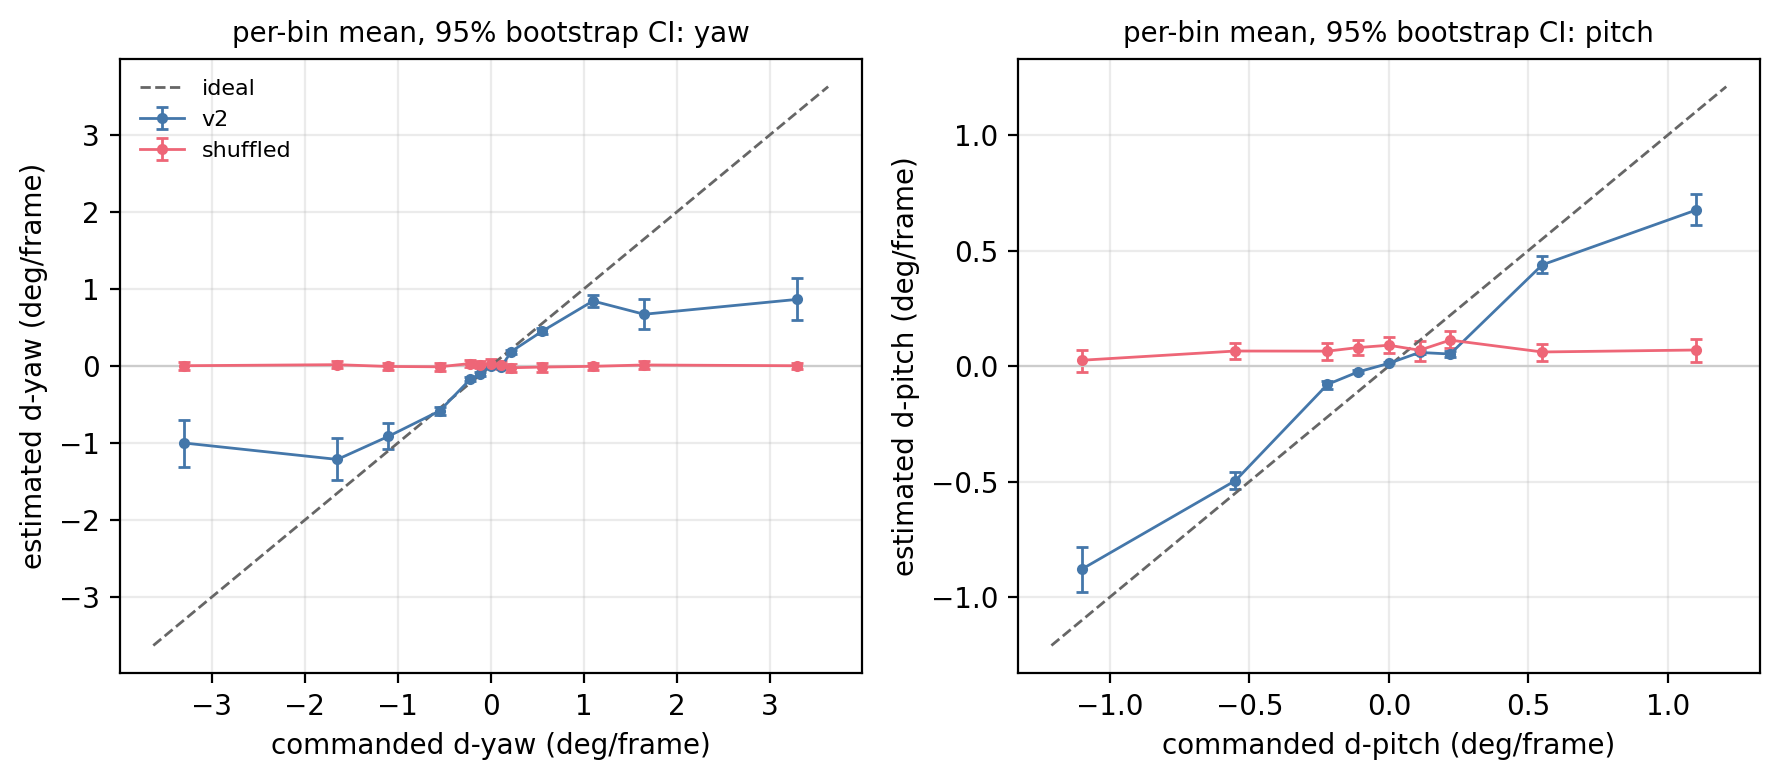 per-bin mean, 95% bootstrap CI: yaw
ideal
v2
shuffled
3
2
1
0
−1
−2
−3
estimated d-yaw (deg/frame)
−3 −2 −1 0 1 2 3
commanded d-yaw (deg/frame)
per-bin mean, 95% bootstrap CI: pitch
1.0
0.5
0.0
−0.5
−1.0
estimated d-pitch (deg/frame)
−1.0 −0.5 0.0 0.5 1.0
commanded d-pitch (deg/frame)